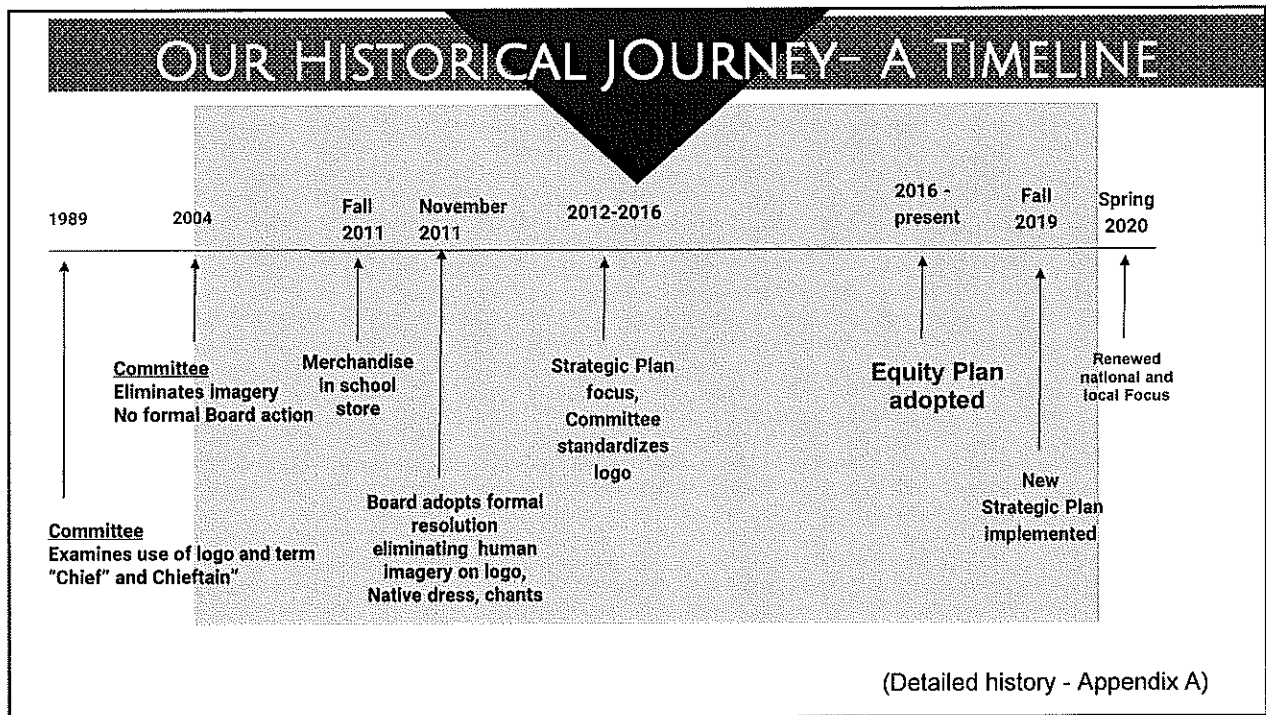 OUR HISTORICAL JOURNEY- A TIMELINE
1989
2004
Fall
2011
November
2011
2012-2016
2016 -
present
Fall
2019
Spring
2020
Committee
Examines use of logo and term
"Chief" and Chieftain"
Committee
Eliminates imagery
No formal Board action
Merchandise
in school
store
Board adopts formal
resolution
eliminating human
imagery on logo,
Native dress, chants
Strategic Plan
focus,
Committee
standardizes
logo
Equity Plan
adopted
New
Strategic Plan
implemented
Renewed
national and
local Focus
(Detailed history - Appendix A)